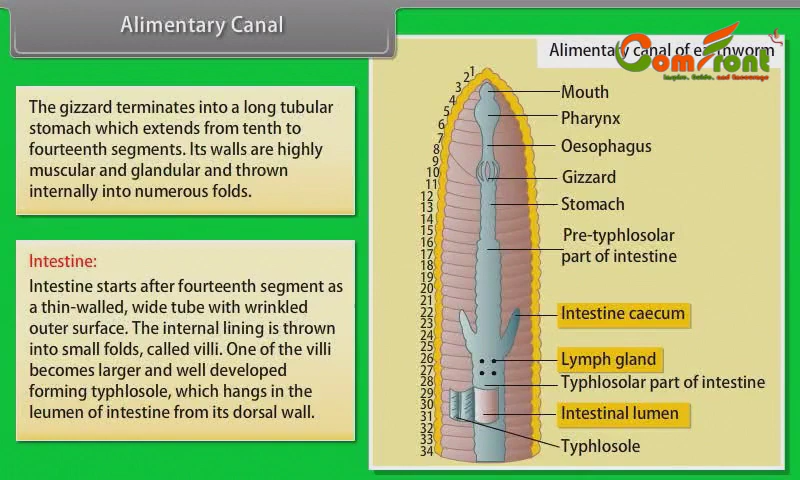 Alimentary Canal
The gizzard terminates into a long tubular
stomach which extends from tenth to
fourteenth segments. Its walls are highly
muscular and glandular and thrown
internally into numerous folds.
Intestine:
Intestine starts after fourteenth segment as
a thin-walled, wide tube with wrinkled
outer surface. The internal lining is thrown
into small folds, called villi. One of the villi
becomes larger and well developed
forming typhlosole, which hangs in the
leumen of intestine from its dorsal wall.
Alimentary canal of earthworm
ComFront
Inspire, Guide, and Encourage
1
2
3
4
5
6
7
8
9
10
11
12
13
14
15
16
17
18
19
20
21
22
23
24
25
26
27
28
29
30
31
32
33
34
Mouth
Pharynx
Oesophagus
Gizzard
Stomach
Pre-typhlosolar
part of intestine
Intestine caecum
Lymph gland
Typhlosolar part of intestine
Intestinal lumen
Typhlosole